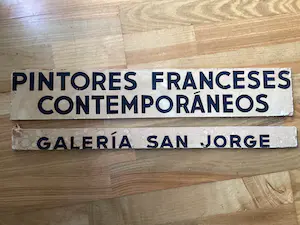 PINTORES FRANCESES
CONTEMPORÁNEOS
GALERÍA SAN JORGE